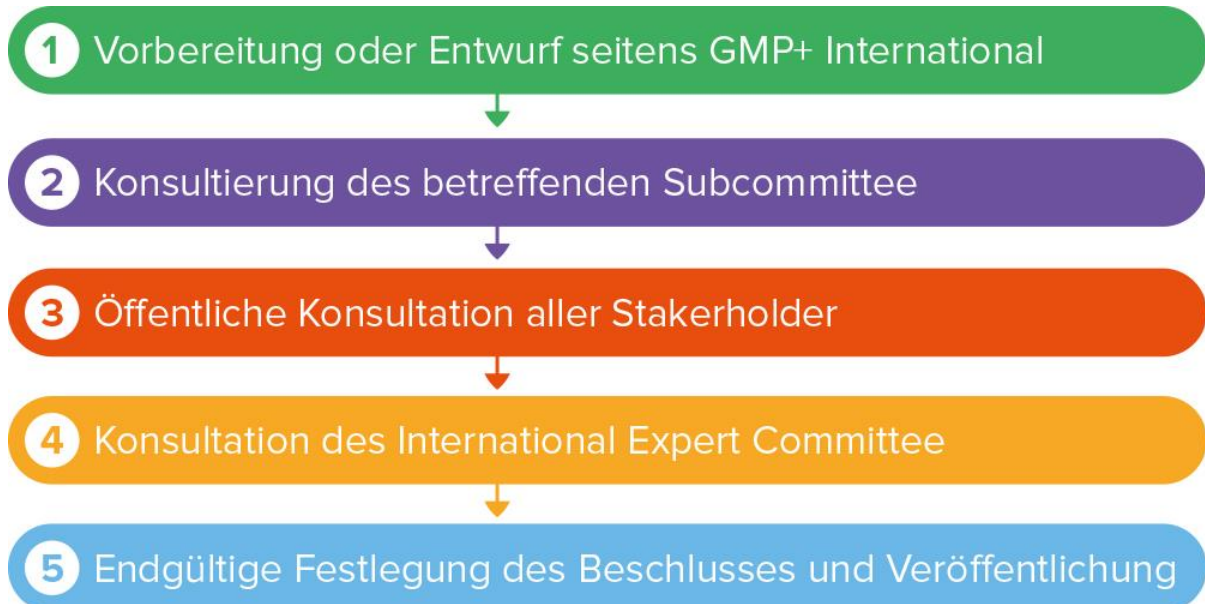 1 Vorbereitung oder Entwurf seitens GMP+ International
2 Konsultierung des betreffenden Subcommittee
3 Öffentliche Konsultation aller Stakerholder
4 Konsultation des International Expert Committee
5 Endgültige Festlegung des Beschlusses und Veröffentlichung